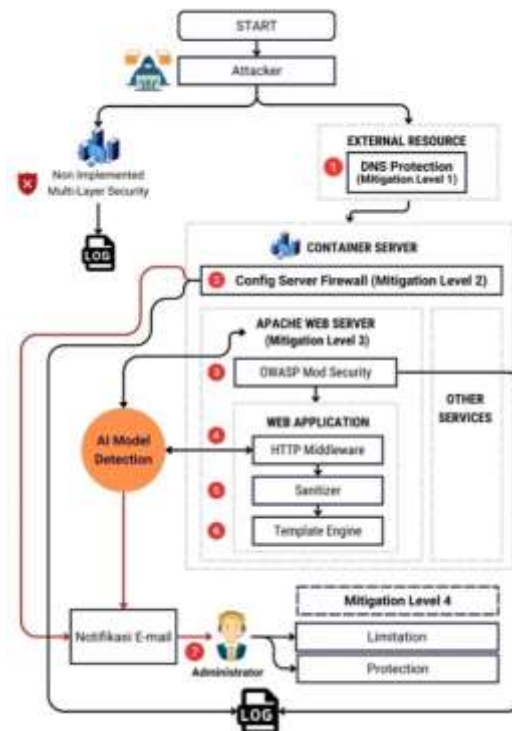 START
Attacker
EXTERNAL RESOURCE
1
DNS Protection
(Mitigation Level 1)
Non Implemented
Multi-Layer Security
LOG
CONTAINER SERVER
2
Config Server Firewall (Mitigation Level 2)
APACHE WEB SERVER
(Mitigation Level 3)
3
OWASP Mod Security
OTHER
SERVICES
WEB APPLICATION
AI Model
Detection
4
HTTP Middleware
5
Sanitizer
6
Template Engine
Mitigation Level 4
Notifikasi E-mail
7
Limitation
Administrator
Protection
LOG